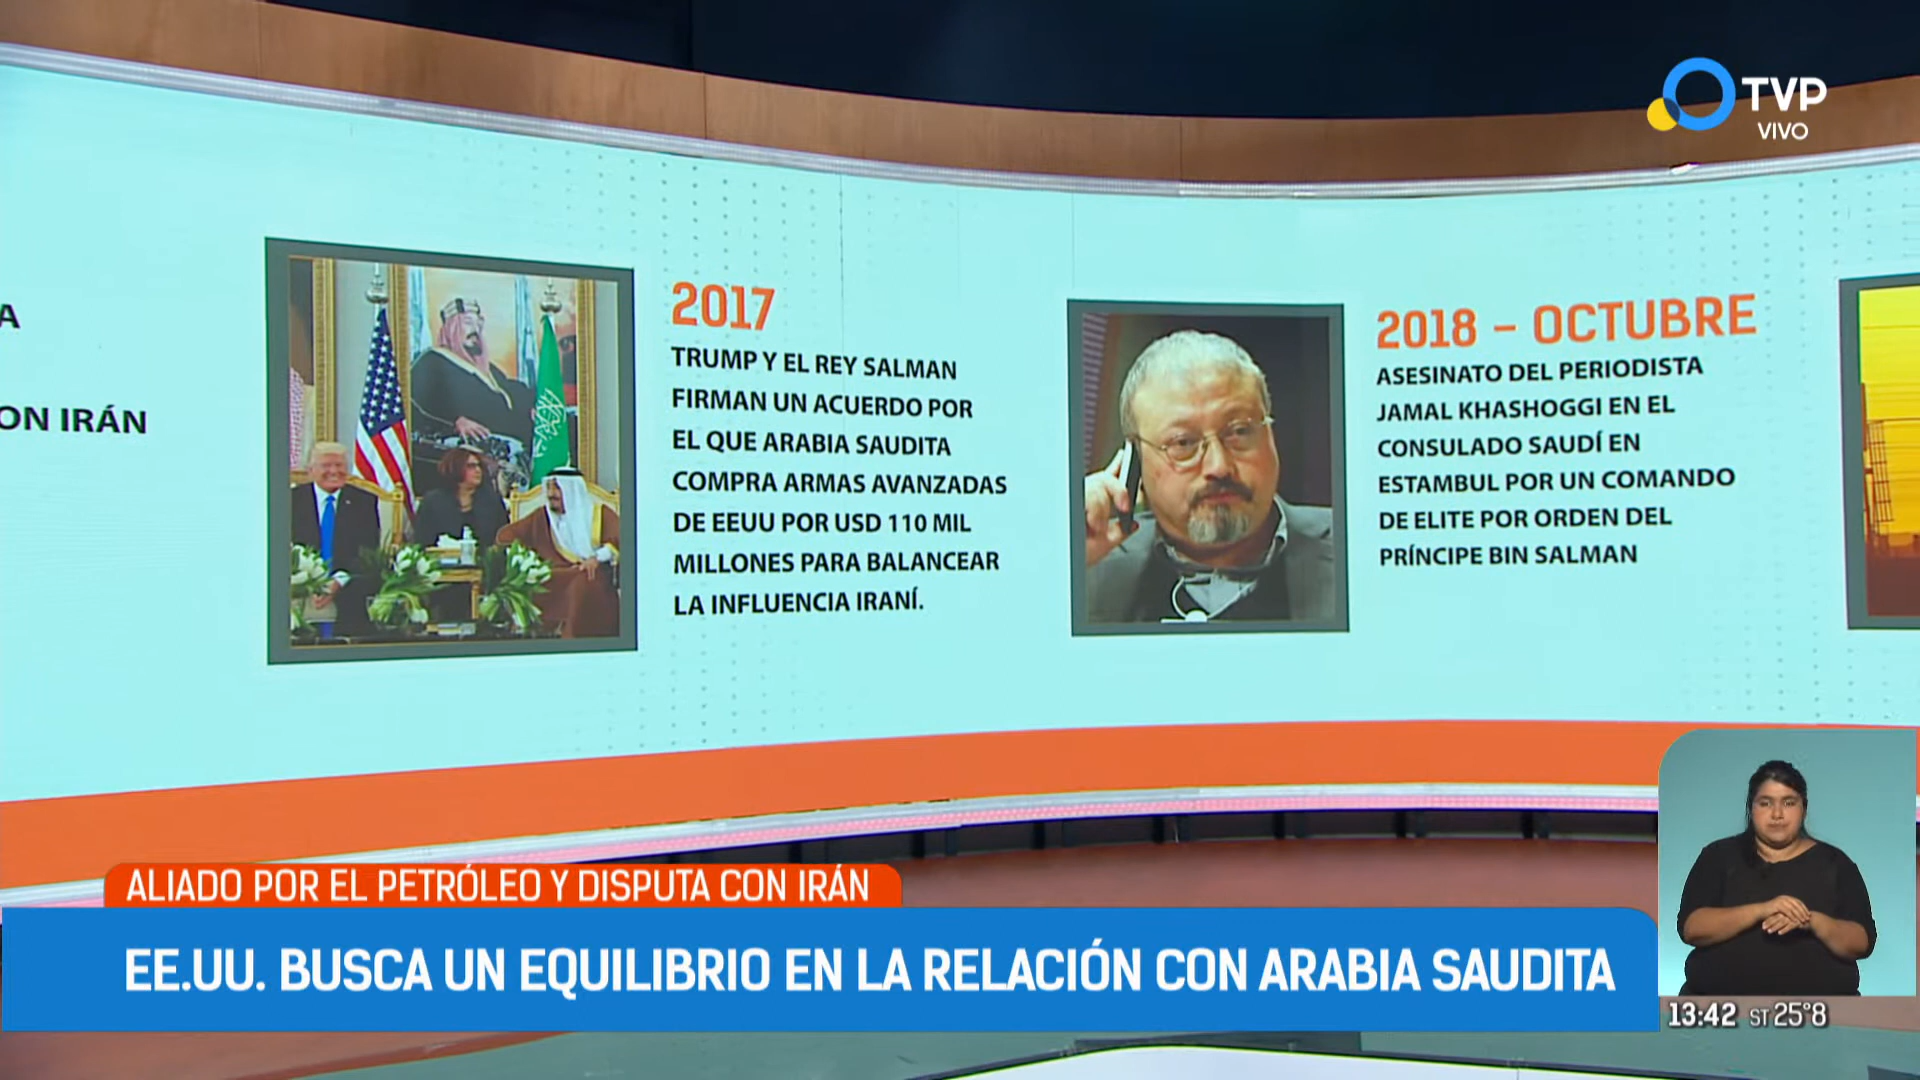 TVP
VIVO
A
ON IRÁN
2017
TRUMP Y EL REY SALMAN
FIRMAN UN ACUERDO POR
EL QUE ARABIA SAUDITA
COMPRA ARMAS AVANZADAS
DE EEUU POR USD 110 MIL
MILLONES PARA BALANCEAR
LA INFLUENCIA IRANÍ.
2018 – OCTUBRE
ASESINATO DEL PERIODISTA
JAMAL KHASHOGGI EN EL
CONSULADO SAUDÍ EN
ESTAMBUL POR UN COMANDO
DE ELITE POR ORDEN DEL
PRÍNCIPE BIN SALMAN
ALIADO POR EL PETRÓLEO Y DISPUTA CON IRÁN
EE.UU. BUSCA UN EQUILIBRIO EN LA RELACIÓN CON ARABIA SAUDITA
13:42 ST 25°8